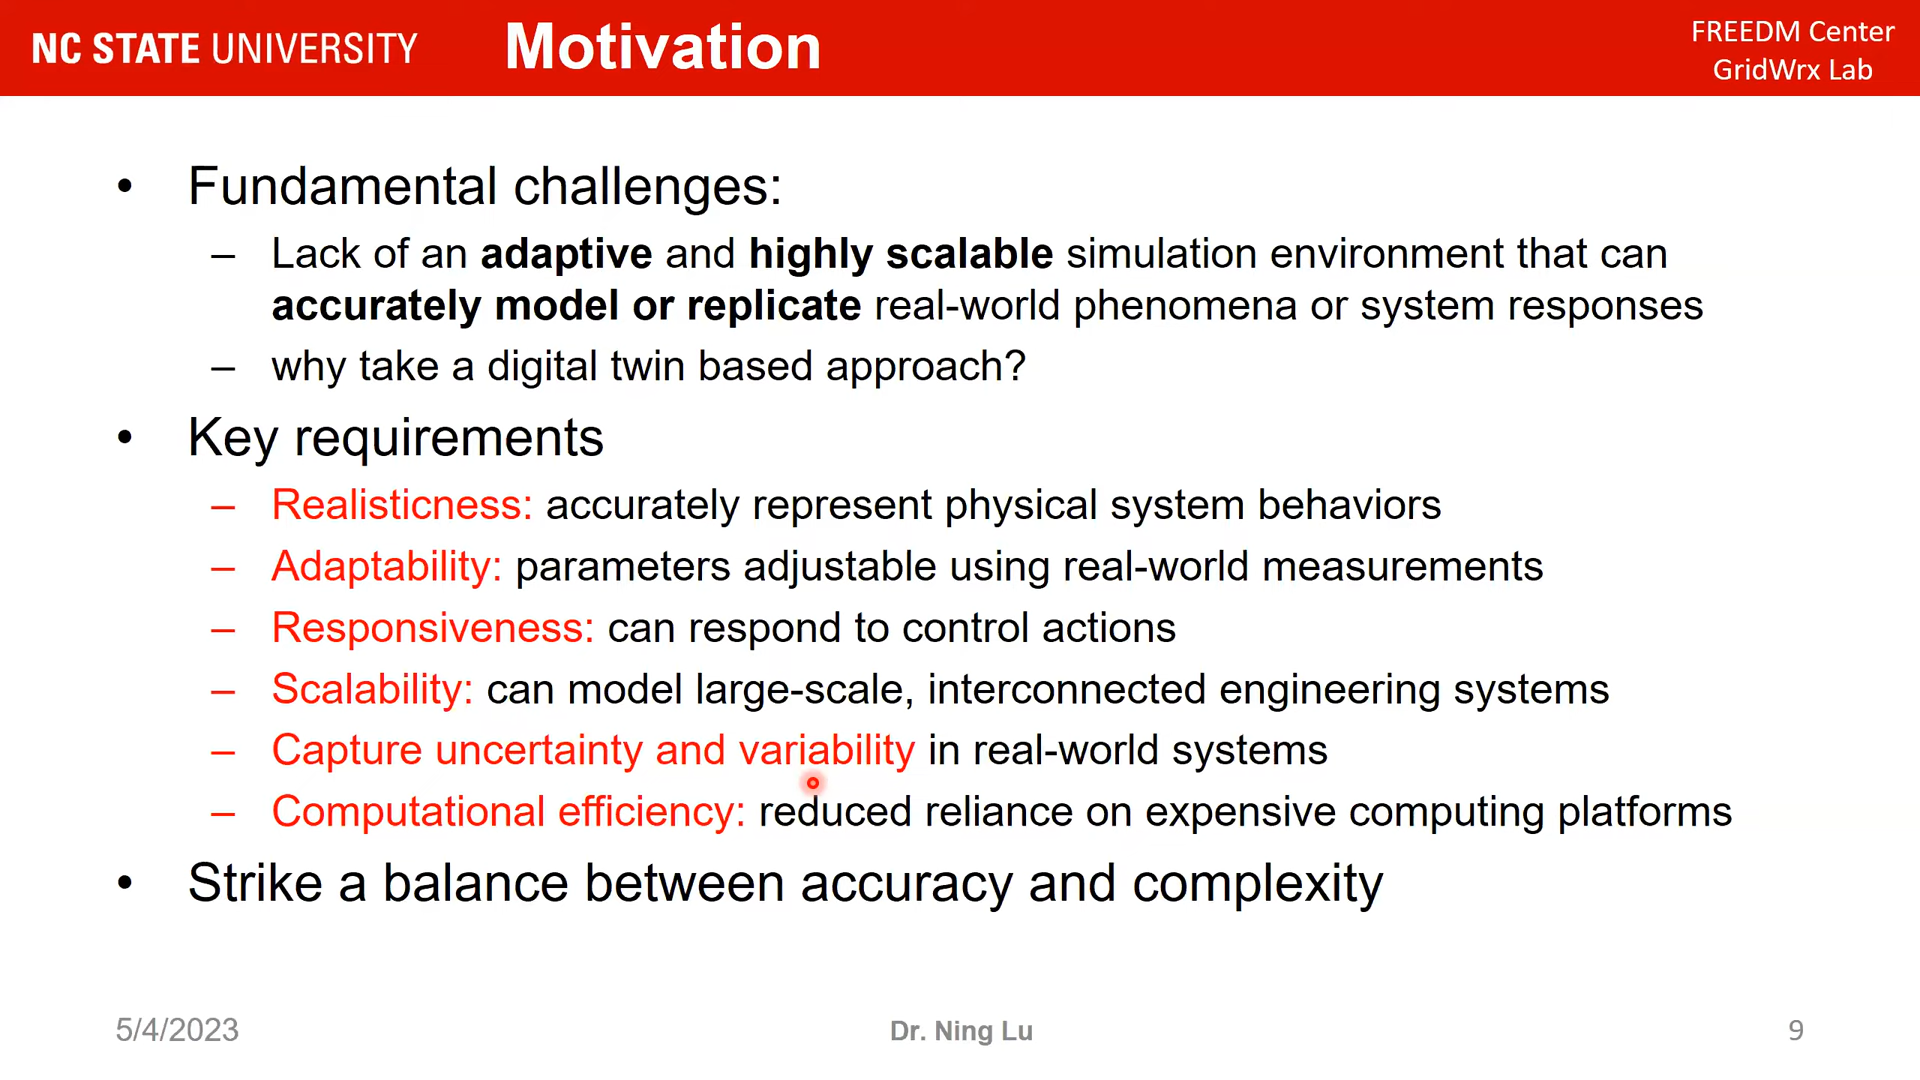 NC STATE UNIVERSITY
Motivation
FREEDM Center
GridWrx Lab
• Fundamental challenges:
– Lack of an adaptive and highly scalable simulation environment that can
accurately model or replicate real-world phenomena or system responses
– why take a digital twin based approach?
• Key requirements
– Realisticness: accurately represent physical system behaviors
– Adaptability: parameters adjustable using real-world measurements
– Responsiveness: can respond to control actions
– Scalability: can model large-scale, interconnected engineering systems
– Capture uncertainty and variability in real-world systems
– Computational efficiency: reduced reliance on expensive computing platforms
• Strike a balance between accuracy and complexity
5/4/2023
Dr. Ning Lu
9